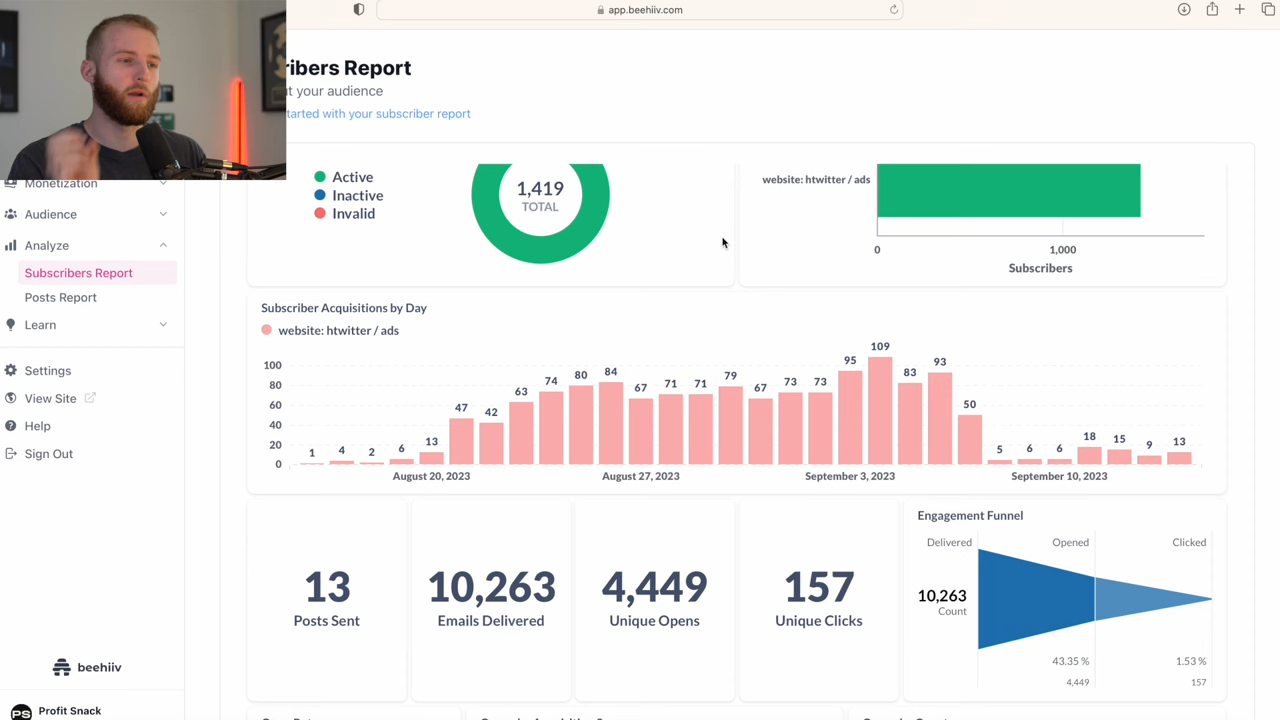 app.beehiiv.com
ribers Report
t your audience
tarted with your subscriber report
Monetization
Audience
Analyze
Subscribers Report
Posts Report
Learn
Settings
View Site
Help
Sign Out
beehiiv
PS
Profit Snack
Active
Inactive
Invalid
1,419
TOTAL
website: htwitter / ads
0 1,000
Subscribers
Subscriber Acquisitions by Day
website: htwitter / ads
100
80
60
40
20
0
1 4 2 6 13 47 42 63 74 80 84 67 71 71 79 67 73 73 95 109 83 93 50 5 6 6 18 15 9 13
August 20, 2023 August 27, 2023 September 3, 2023 September 10, 2023
13
Posts Sent
10,263
Emails Delivered
4,449
Unique Opens
157
Unique Clicks
Engagement Funnel
Delivered Opened Clicked
10,263
Count
43.35 % 1.53 %
4,449 157